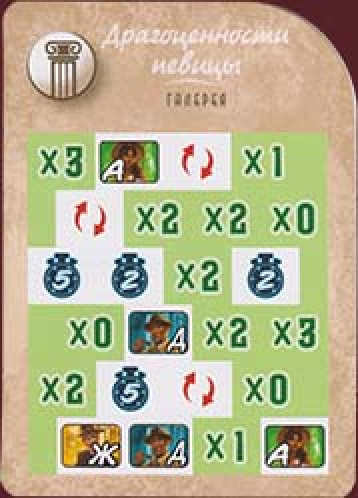 Драгоценности
певицы
ГАЛЕРЕЯ
x3 А x1
x2 x2 x0
5 2 x2 2
x0 А x2 x3
x2 5 x0
Ж А x1 А